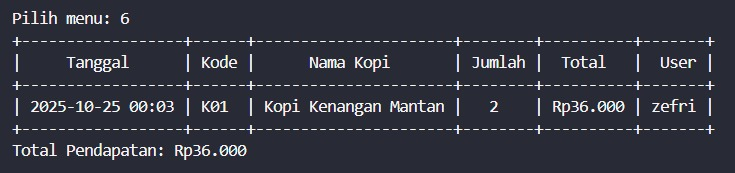 Pilih menu: 6
+------------------+------+----------------------+--------+----------+-------+
|     Tanggal      | Kode |      Nama Kopi       | Jumlah |  Total   |  User |
+------------------+------+----------------------+--------+----------+-------+
| 2025-10-25 00:03 | K01  | Kopi Kenangan Mantan |   2    | Rp36.000 | zefri |
+------------------+------+----------------------+--------+----------+-------+
Total Pendapatan: Rp36.000